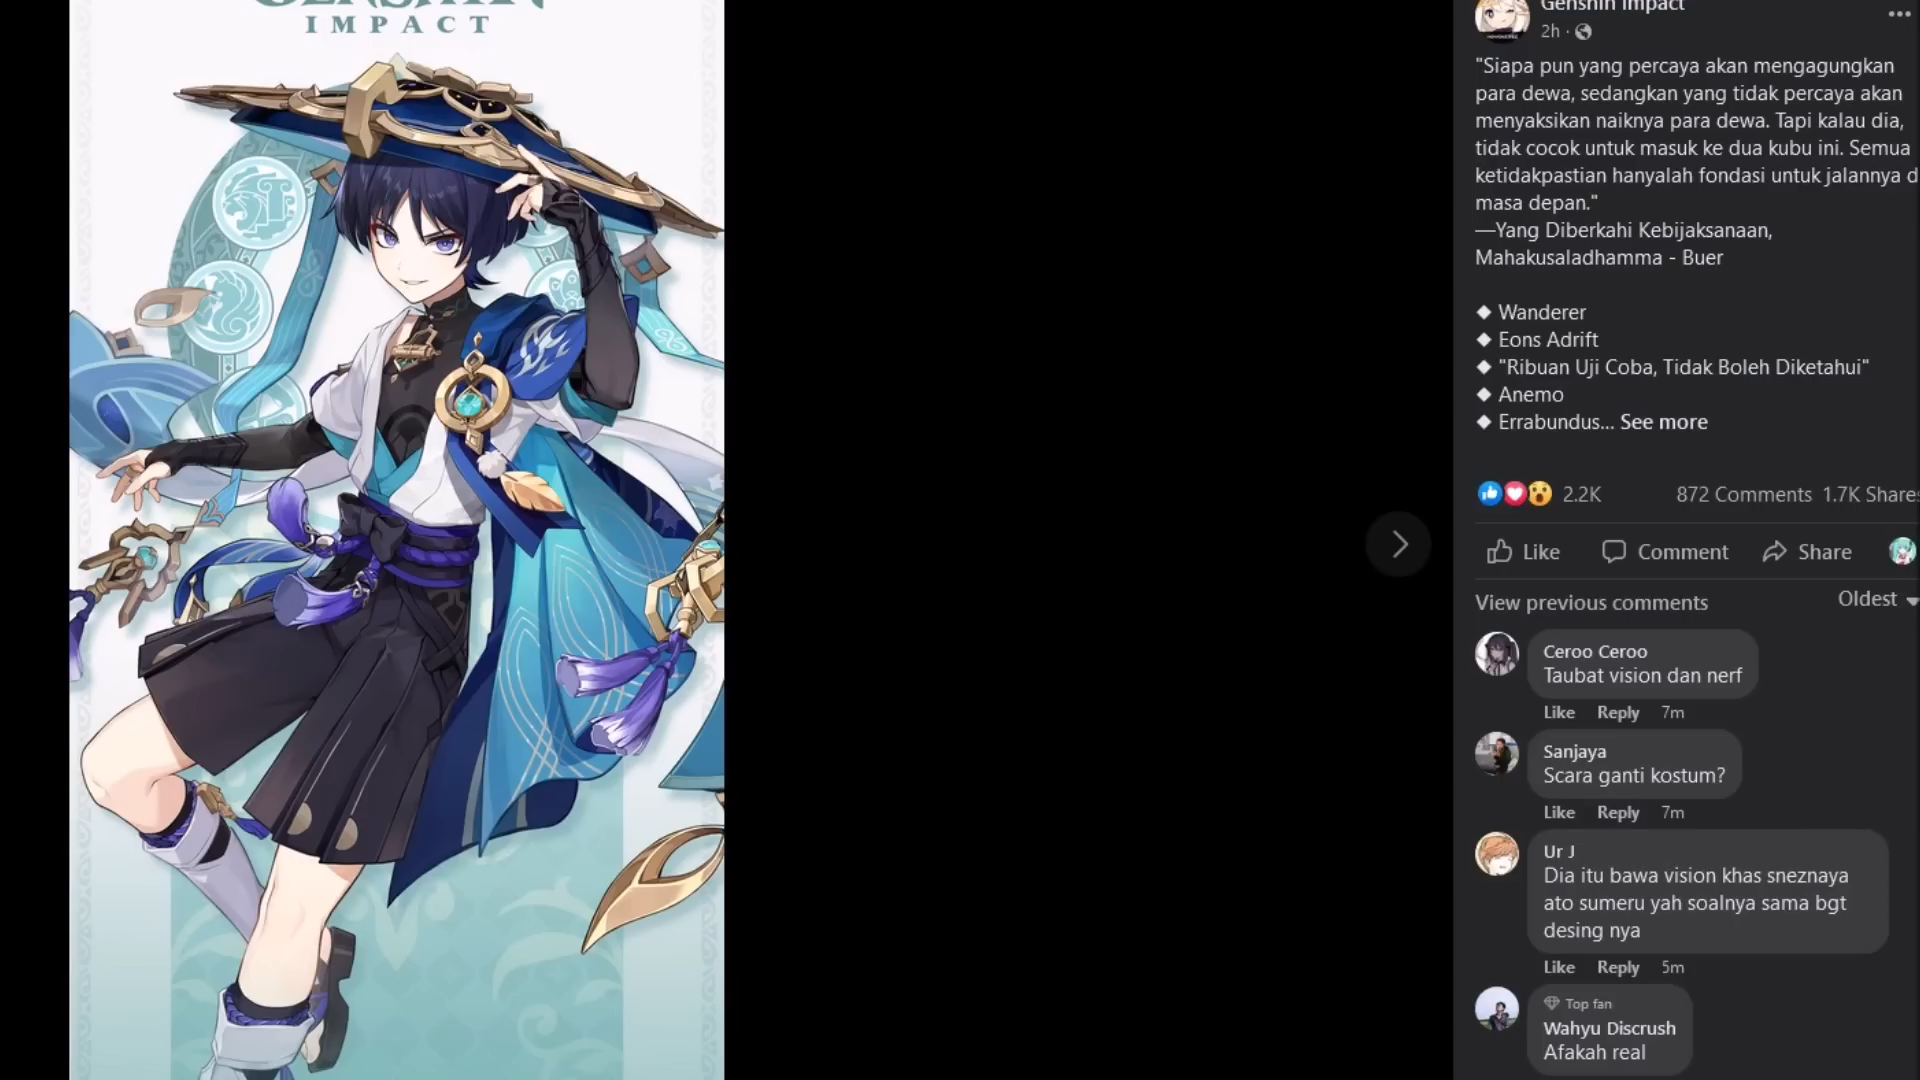 GENSHIN
IMPACT
Genshin Impact
2h ·
"Siapa pun yang percaya akan mengagungkan
para dewa, sedangkan yang tidak percaya akan
menyaksikan naiknya para dewa. Tapi kalau dia,
tidak cocok untuk masuk ke dua kubu ini. Semua
ketidakpastian hanyalah fondasi untuk jalannya d
masa depan."
—Yang Diberkahi Kebijaksanaan,
Mahakusaladhamma - Buer
◆ Wanderer
◆ Eons Adrift
◆ "Ribuan Uji Coba, Tidak Boleh Diketahui"
◆ Anemo
◆ Errabundus... See more
2.2K 872 Comments 1.7K Shares
Like Comment Share
View previous comments Oldest
Ceroo Ceroo
Taubat vision dan nerf
Like Reply 7m
Sanjaya
Scara ganti kostum?
Like Reply 7m
Ur J
Dia itu bawa vision khas sneznaya
ato sumeru yah soalnya sama bgt
desing nya
Like Reply 5m
Top fan
Wahyu Discrush
Afakah real